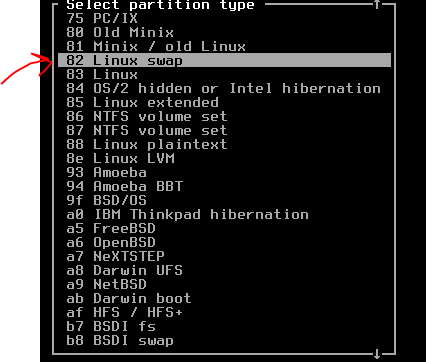 Select partition type
75 PC/IX
80 Old Minix
81 Minix / old Linux
82 Linux swap
83 Linux
84 OS/2 hidden or Intel hibernation
85 Linux extended
86 NTFS volume set
87 NTFS volume set
88 Linux plaintext
8e Linux LVM
93 Amoeba
94 Amoeba BBT
9f BSD/OS
a0 IBM Thinkpad hibernation
a5 FreeBSD
a6 OpenBSD
a7 NeXTSTEP
a8 Darwin UFS
a9 NetBSD
ab Darwin boot
af HFS / HFS+
b7 BSDI fs
b8 BSDI swap